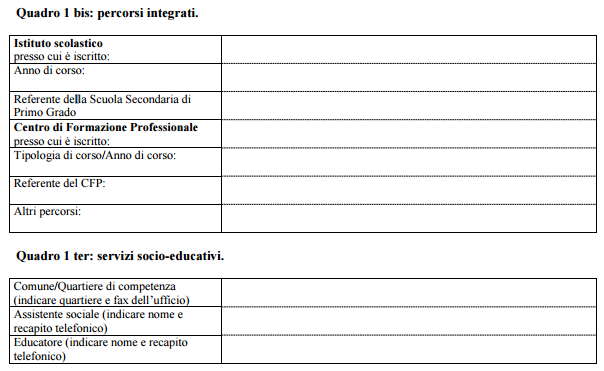 Quadro 1 bis: percorsi integrati.
Istituto scolastico
presso cui è iscritto:
Anno di corso:
Referente della Scuola Secondaria di
Primo Grado
Centro di Formazione Professionale
presso cui è iscritto:
Tipologia di corso/Anno di corso:
Referente del CFP:
Altri percorsi:
Quadro 1 ter: servizi socio-educativi.
Comune/Quartiere di competenza
(indicare quartiere e fax dell'ufficio)
Assistente sociale (indicare nome e
recapito telefonico)
Educatore (indicare nome e recapito
telefonico)